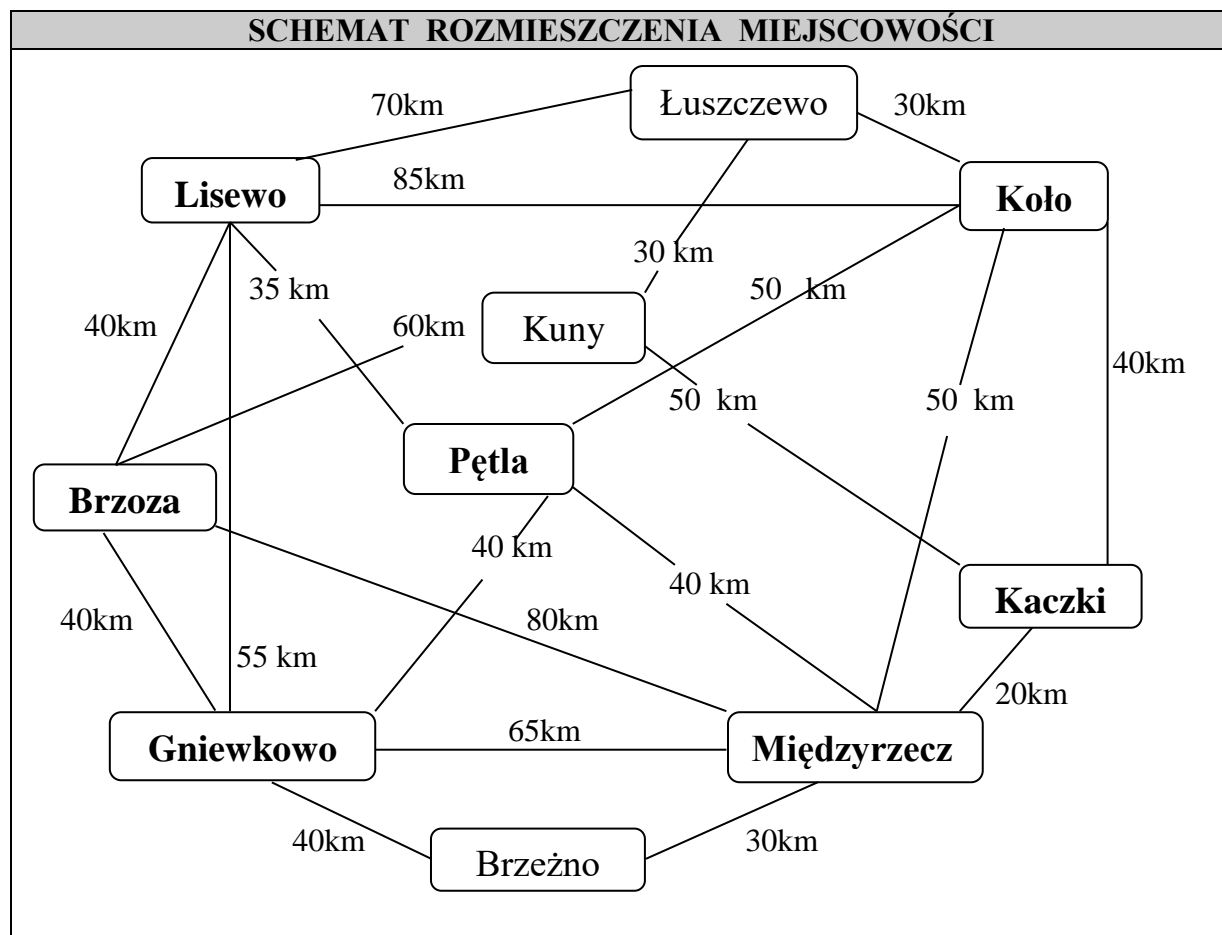 SCHEMAT ROZMIESZCZENIA MIEJSCOWOŚCI
Łuszczewo
70km
30km
Lisewo
85km
Koło
30 km
35 km
50 km
40km
60km
Kuny
40km
50 km
50 km
Pętla
Brzoza
40 km
40 km
Kaczki
40km
80km
55 km
20km
Gniewkowo
65km
Międzyrzecz
40km
30km
Brzeżno